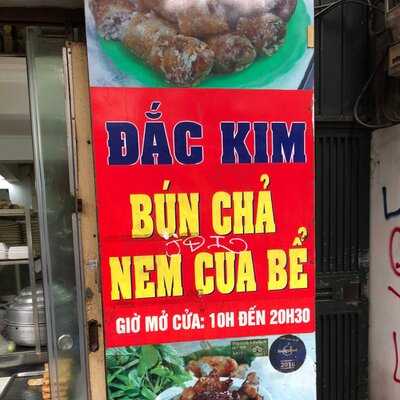 ĐẮC KIM
BÚN CHẢ
NEM CUA BỂ
GIỜ MỞ CỬA: 10H ĐẾN 20H30